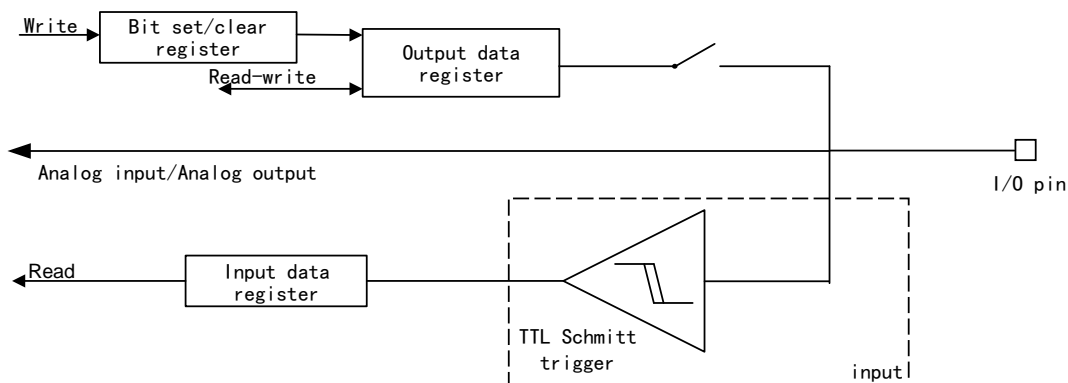 Write
Bit set/clear
register
Output data
register
Read-write
Analog input/Analog output
I/O pin
Read
Input data
register
TTL Schmitt
trigger
input